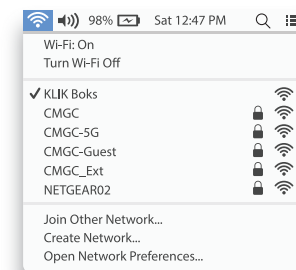 98% Sat 12:47 PM
Wi-Fi: On
Turn Wi-Fi Off
KLIK Boks
CMGC
CMGC-5G
CMGC-Guest
CMGC_Ext
NETGEAR02
Join Other Network...
Create Network...
Open Network Preferences...